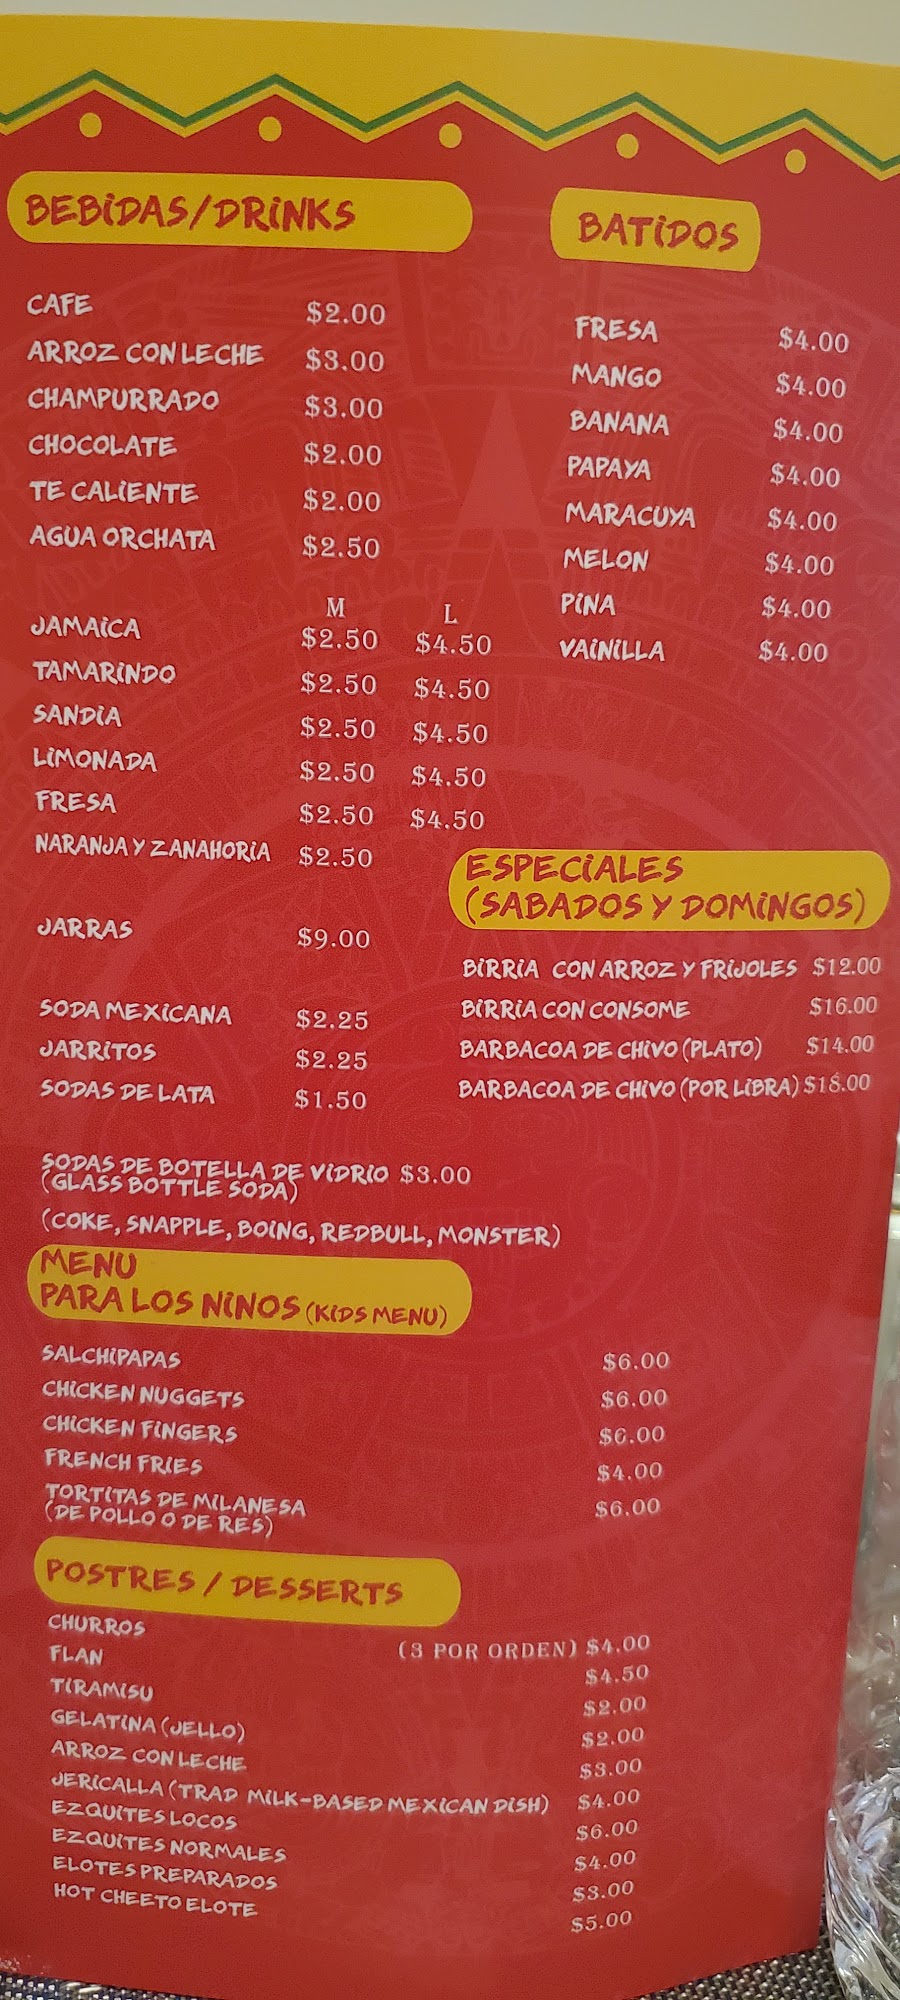 BEBIDAS/DRINKS
CAFE $2.00
ARROZ CON LECHE $3.00
CHAMPURRADO $3.00
CHOCOLATE $2.00
TE CALIENTE $2.00
AGUA ORCHATA $2.50
M L
JAMAICA $2.50 $4.50
TAMARINDO $2.50 $4.50
SANDIA $2.50 $4.50
LIMONADA $2.50 $4.50
FRESA $2.50 $4.50
NARANJA Y ZANAHORIA $2.50
JARRAS $9.00
SODA MEXICANA $2.25
JARRITOS $2.25
SODAS DE LATA $1.50
SODAS DE BOTELLA DE VIDRIO $3.00
(GLASS BOTTLE SODA)
(COKE, SNAPPLE, BOING, REDBULL, MONSTER)
BATIDOS
FRESA $4.00
MANGO $4.00
BANANA $4.00
PAPAYA $4.00
MARACUYA $4.00
MELON $4.00
PINA $4.00
VAINILLA $4.00
ESPECIALES
(SABADOS Y DOMINGOS)
BIRRIA CON ARROZ Y FRIJOLES $12.00
BIRRIA CON CONSOME $16.00
BARBACOA DE CHIVO (PLATO) $14.00
BARBACOA DE CHIVO (POR LIBRA) $18.00
MENU
PARA LOS NINOS (KIDS MENU)
SALCHIPAPAS $6.00
CHICKEN NUGGETS $6.00
CHICKEN FINGERS $6.00
FRENCH FRIES $4.00
TORTITAS DE MILANESA $6.00
(DE POLLO O DE RES)
POSTRES / DESSERTS
CHURROS (3 POR ORDEN) $4.00
FLAN $4.50
TIRAMISU $2.00
GELATINA (JELLO) $2.00
ARROZ CON LECHE $3.00
JERICALLA (TRAD MILK-BASED MEXICAN DISH) $4.00
EZQUITES LOCOS $6.00
EZQUITES NORMALES $4.00
ELOTES PREPARADOS $3.00
HOT CHEETO ELOTE $5.00